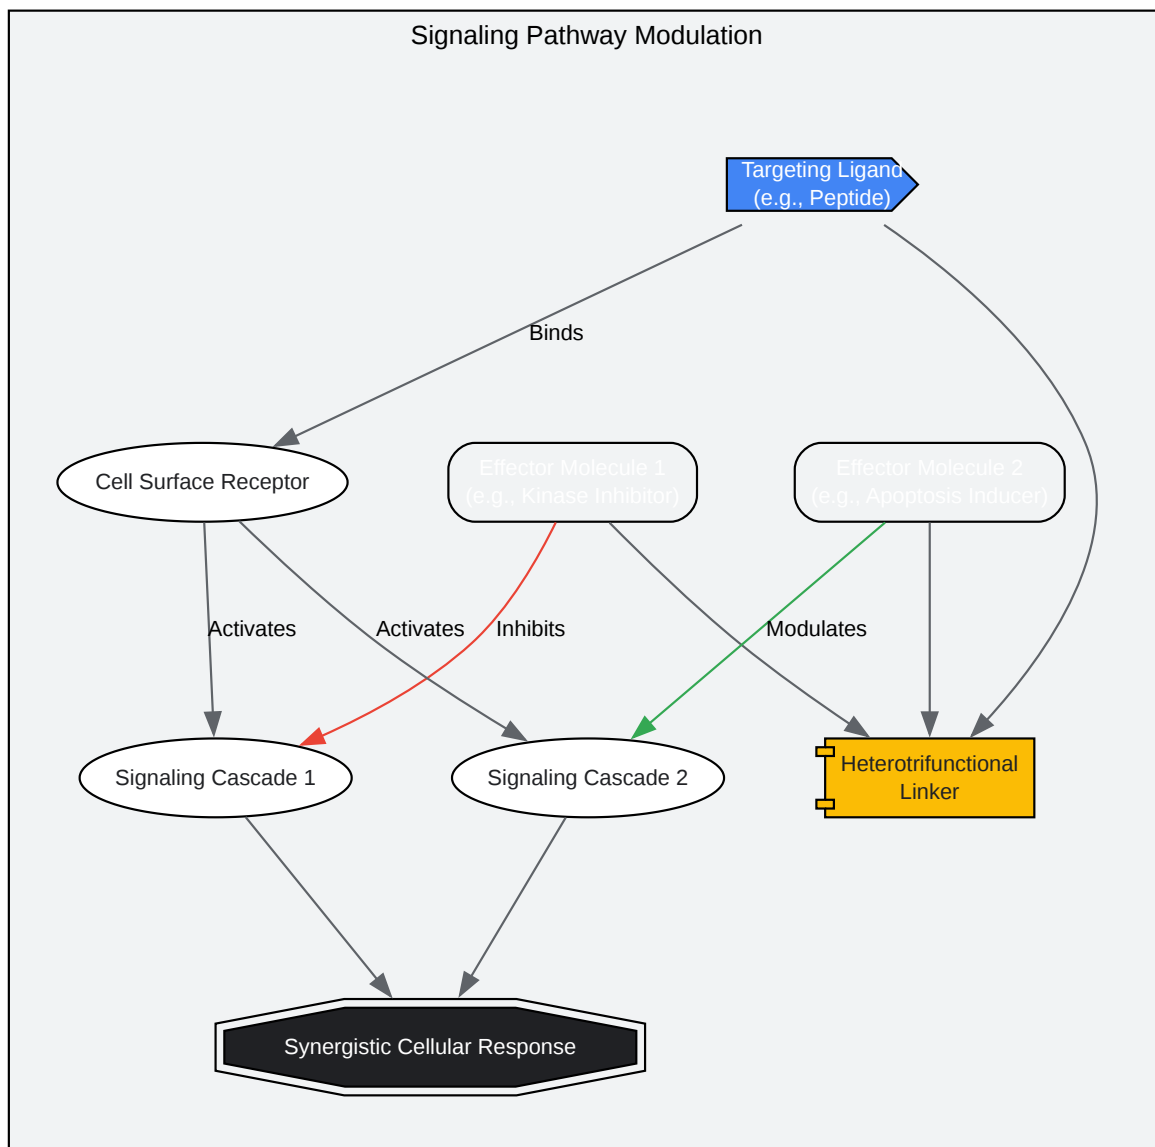 Signaling Pathway Modulation
Targeting Ligand
(e.g., Peptide)
Binds
Cell Surface Receptor
Effector Molecule 1
(e.g., Kinase Inhibitor)
Effector Molecule 2
(e.g., Apoptosis Inducer)
Activates
Activates
Inhibits
Modulates
Signaling Cascade 1
Signaling Cascade 2
Heterotrifunctional
Linker
Synergistic Cellular Response